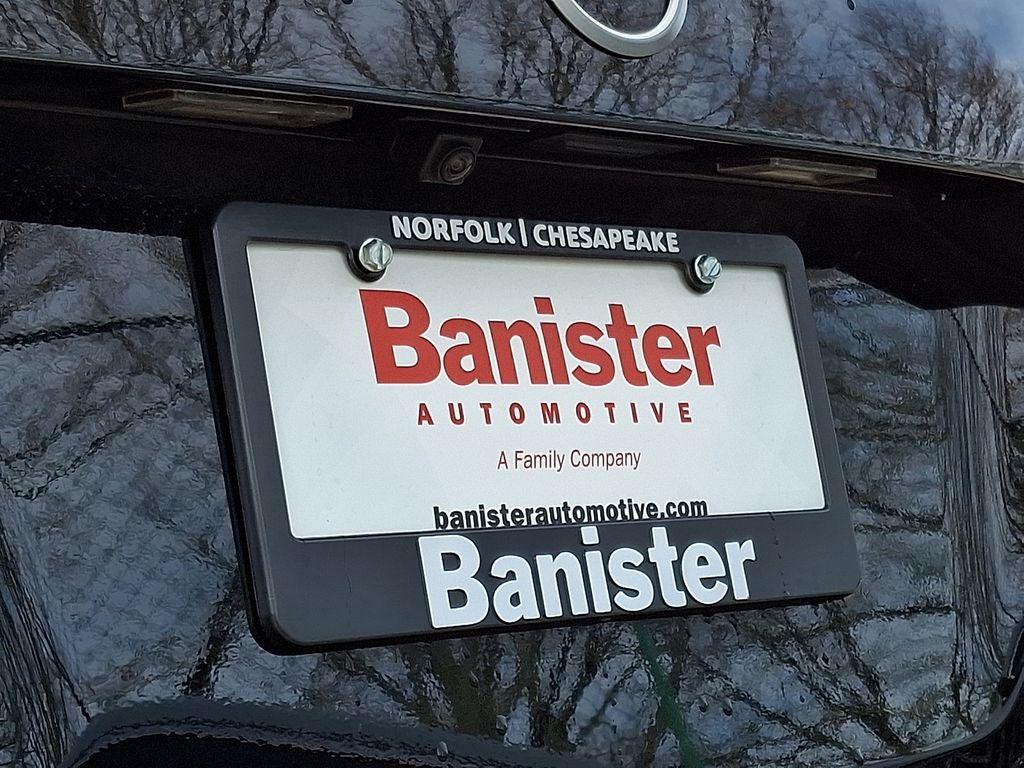 NORFOLK | CHESAPEAKE
Banister
AUTOMOTIVE
A Family Company
banisterautomotive.com
Banister